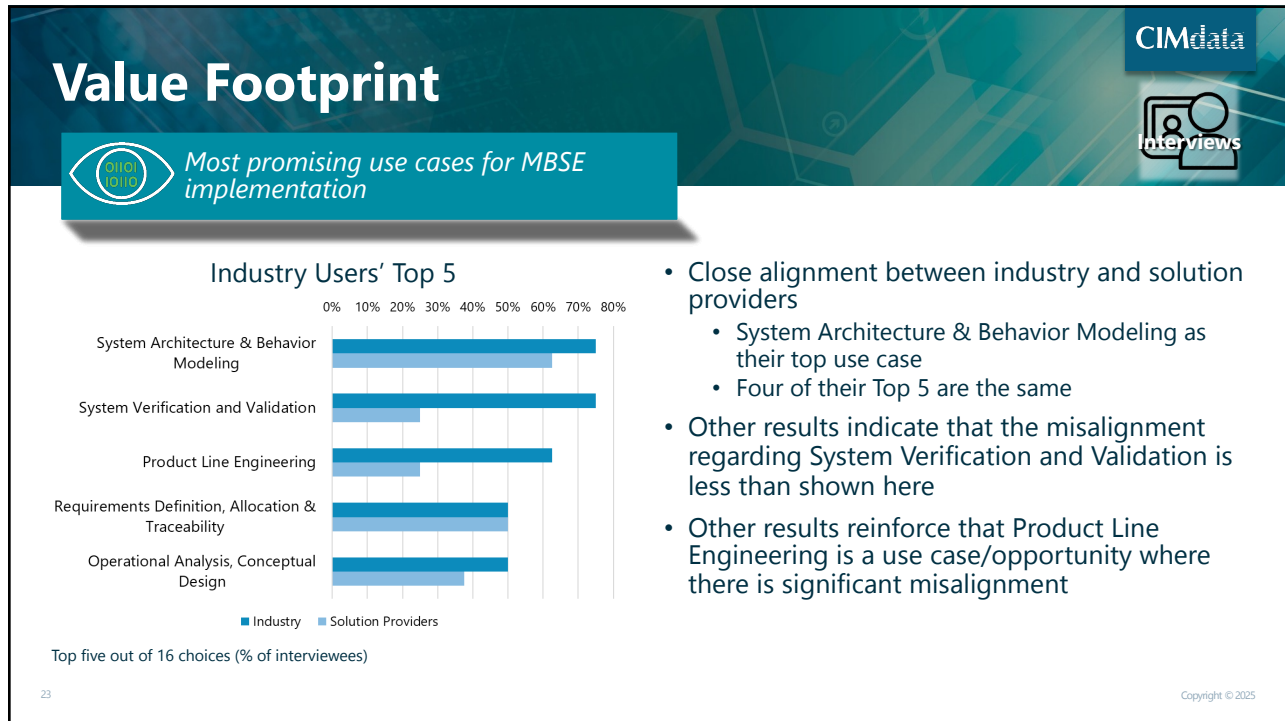 CIMdata
Value Footprint
Interviews
01101
10110
Most promising use cases for MBSE
implementation
Industry Users’ Top 5
0% 10% 20% 30% 40% 50% 60% 70% 80%
System Architecture & Behavior
Modeling
System Verification and Validation
Product Line Engineering
Requirements Definition, Allocation &
Traceability
Operational Analysis, Conceptual
Design
Industry Solution Providers
Top five out of 16 choices (% of interviewees)
• Close alignment between industry and solution
providers
• System Architecture & Behavior Modeling as
their top use case
• Four of their Top 5 are the same
• Other results indicate that the misalignment
regarding System Verification and Validation is
less than shown here
• Other results reinforce that Product Line
Engineering is a use case/opportunity where
there is significant misalignment
23
Copyright © 2025